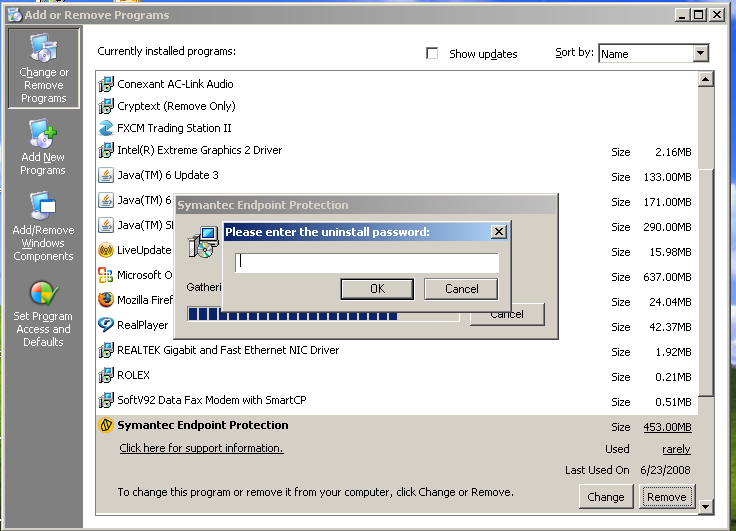 Add or Remove Programs
Change or
Remove
Programs
Add New
Programs
Add/Remove
Windows
Components
Set Program
Access and
Defaults
Currently installed programs:
Show updates
Sort by:
Name
Conexant AC-Link Audio
Cryptext (Remove Only)
FXCM Trading Station II
Intel(R) Extreme Graphics 2 Driver
Size 2.16MB
Java(TM) 6 Update 3
Size 133.00MB
Java(TM) 6
Size 171.00MB
Java(TM)
Size 290.00MB
LiveUpdate
Size 15.98MB
Microsoft
Size 637.00MB
Mozilla
Size 24.04MB
RealPlayer
Size 42.37MB
REALTEK Gigabit and Fast Ethernet NIC Driver
Size 1.92MB
ROLEX
Size 0.21MB
SoftV92 Data Fax Modem with SmartCP
Size 0.51MB
Symantec Endpoint Protection
Size 453.00MB
Click here for support information.
Used rarely
Last Used On 6/23/2008
To change this program or remove it from your computer, click Change or Remove.
Change
Remove
Symantec Endpoint Protection
Please enter the uninstall password:
OK
Cancel
Cancel